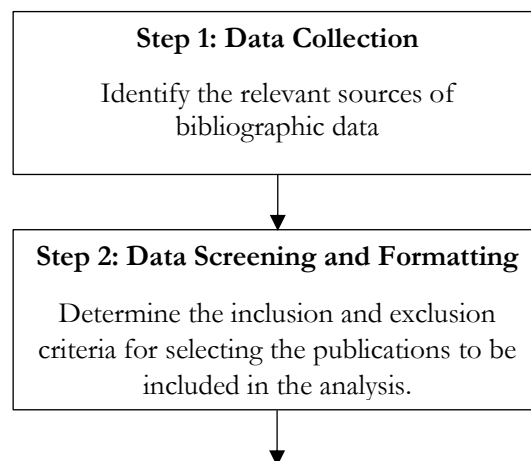 Step 1: Data Collection
Identify the relevant sources of
bibliographic data
Step 2: Data Screening and Formatting
Determine the inclusion and exclusion
criteria for selecting the publications to be
included in the analysis.